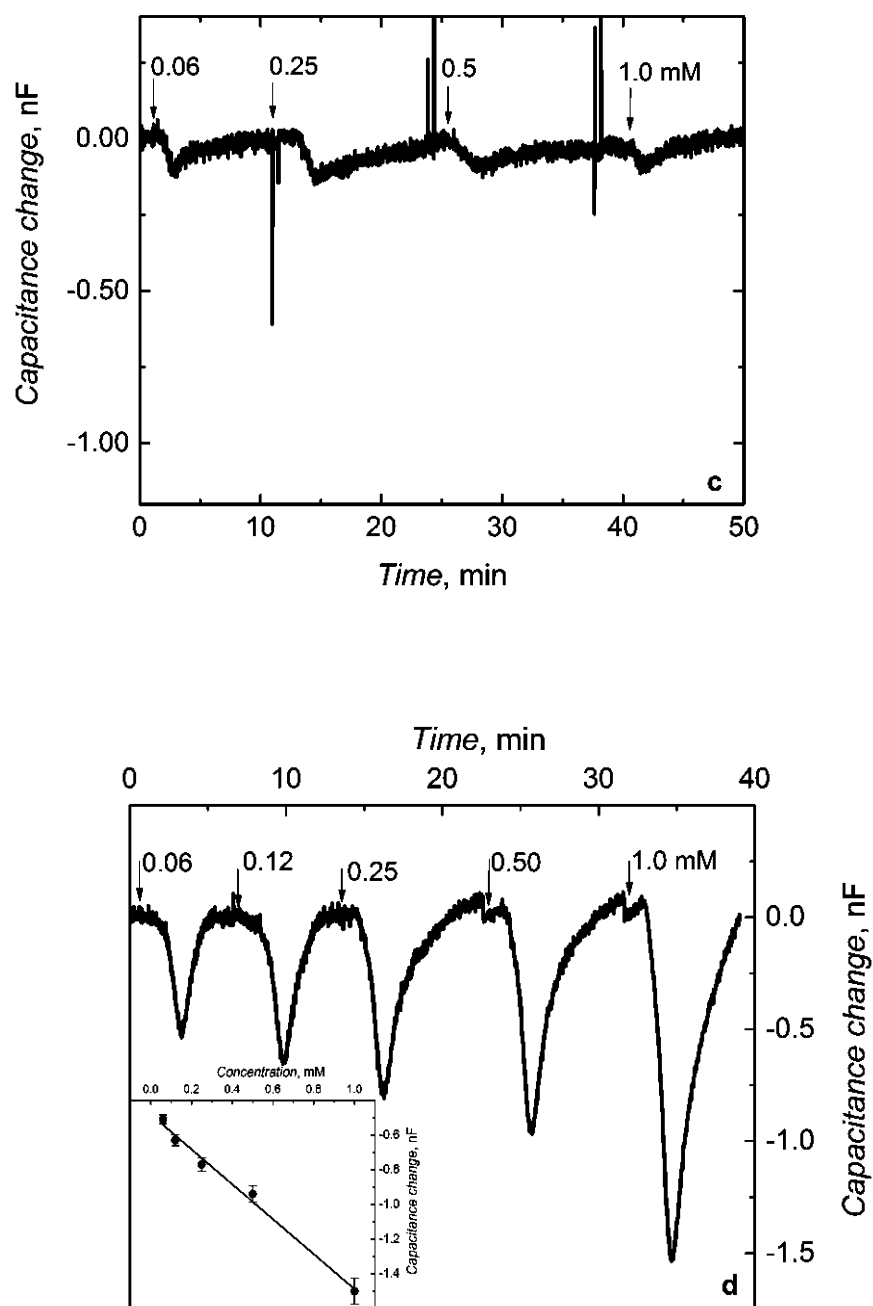 0.06 0.25 0.5 1.0 mM
0.00
-0.50
-1.00
Capacitance change, nF
c
0 10 20 30 40 50
Time, min
Time, min
0 10 20 30 40
0.06 0.12 0.25 0.50 1.0 mM
0.0
-0.5
-1.0
-1.5
Capacitance change, nF
Concentration, mM
0.0 0.2 0.4 0.6 0.8 1.0
-0.6
-0.8
-1.0
-1.2
-1.4
Capacitance change, nF
d